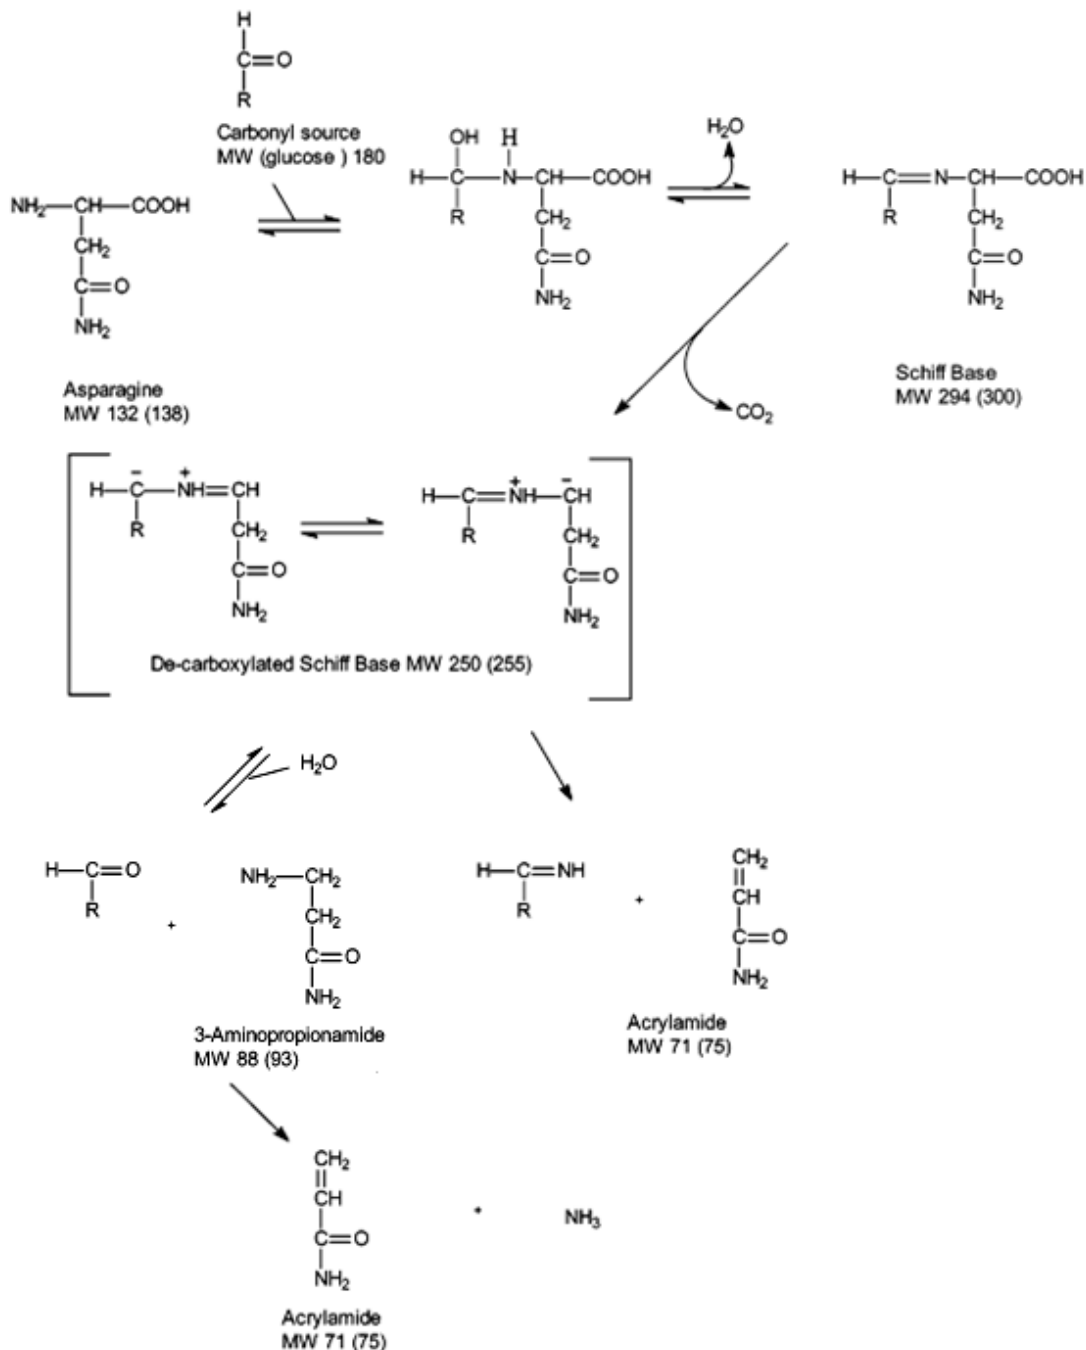 H
C=O
R
Carbonyl source
MW (glucose ) 180
NH₂—CH—COOH
CH₂
C=O
NH₂
Asparagine
MW 132 (138)
OH H
H—C—N—CH—COOH
R CH₂
C=O
NH₂
H₂O
H—C=N—CH—COOH
R CH₂
C=O
NH₂
Schiff Base
MW 294 (300)
CO₂
− +
H—C—NH=CH
R CH₂
C=O
NH₂
+ −
H—C=NH—CH
R CH₂
C=O
NH₂
De-carboxylated Schiff Base MW 250 (255)
H₂O
H—C=O
R
+
NH₂—CH₂
CH₂
C=O
NH₂
3-Aminopropionamide
MW 88 (93)
H—C=NH
R
+
CH₂
CH
C=O
NH₂
Acrylamide
MW 71 (75)
CH₂
CH
C=O
NH₂
+
NH₃
Acrylamide
MW 71 (75)